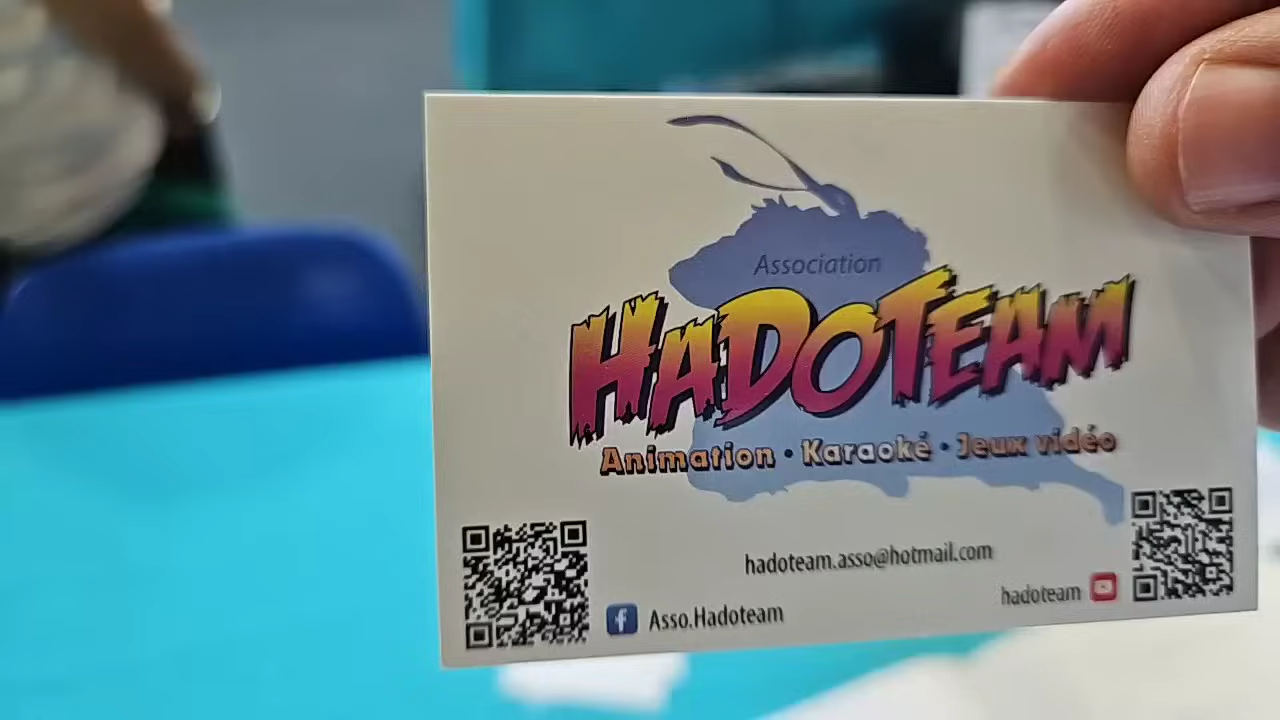 Association
HADOTEAM
Animation • Karaoké • Jeux vidéo
hadoteam.asso@hotmail.com
hadoteam
Asso.Hadoteam